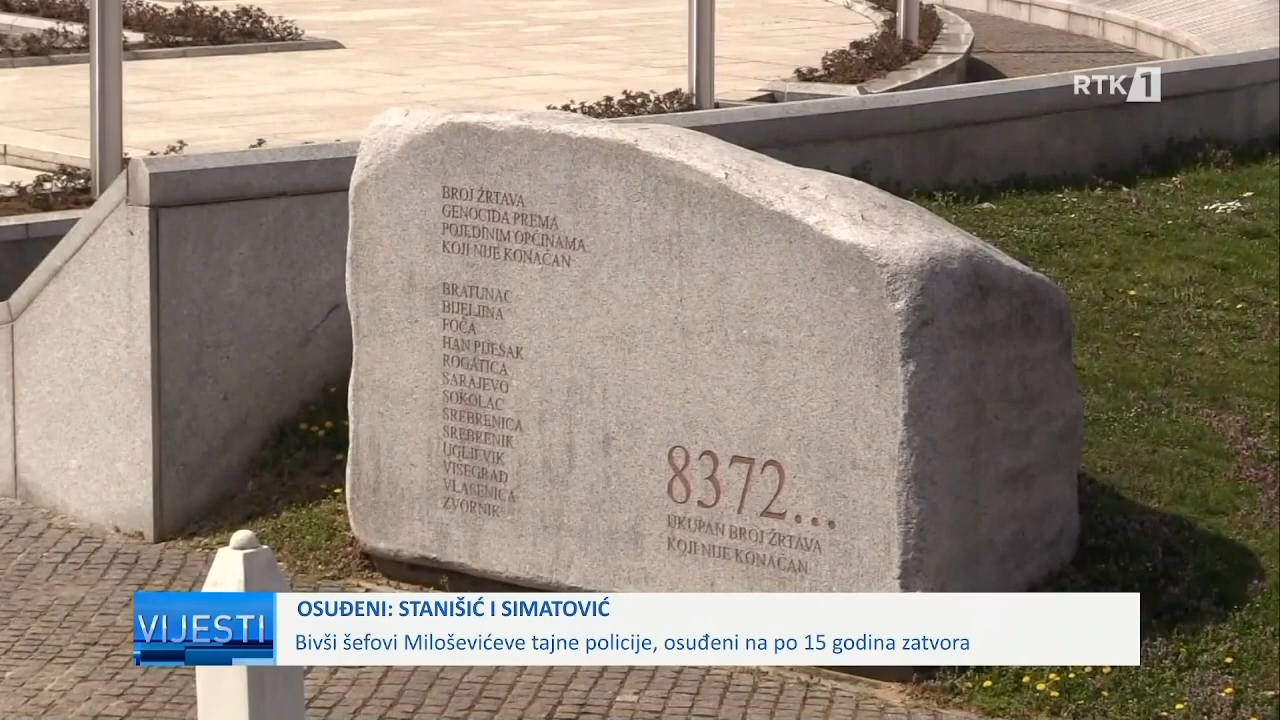 RTK 1
BROJ ŽRTAVA
GENOCIDA PREMA
POJEDINIM OPĆINAMA
KOJI NIJE KONAČAN
BRATUNAC
BIJELJINA
FOČA
HAN PIJESAK
ROGATICA
SARAJEVO
SOKOLAC
SREBRENICA
SREBRENIK
UGLJEVIK
VIŠEGRAD
VLASENICA
ZVORNIK
8372...
UKUPAN BROJ ŽRTAVA
KOJI NIJE KONAČAN
VIJESTI
OSUĐENI: STANIŠIĆ I SIMATOVIĆ
Bivši šefovi Miloševićeve tajne policije, osuđeni na po 15 godina zatvora